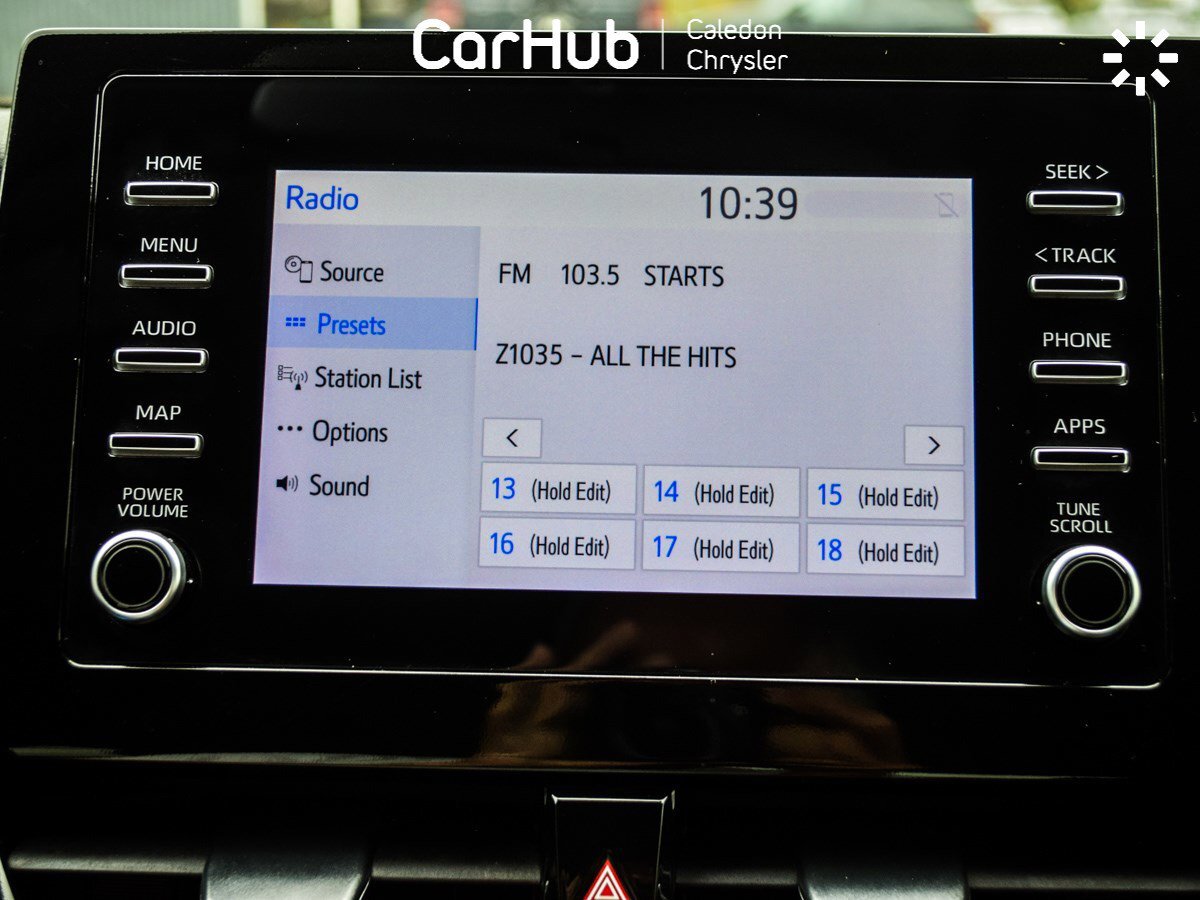 CarHub
Caledon
Chrysler
HOME
MENU
AUDIO
MAP
POWER
VOLUME
Radio
10:39
Source
Presets
Station List
Options
Sound
FM 103.5 STARTS
Z1035 - ALL THE HITS
<
>
13 (Hold Edit)
14 (Hold Edit)
15 (Hold Edit)
16 (Hold Edit)
17 (Hold Edit)
18 (Hold Edit)
SEEK >
< TRACK
PHONE
APPS
TUNE
SCROLL